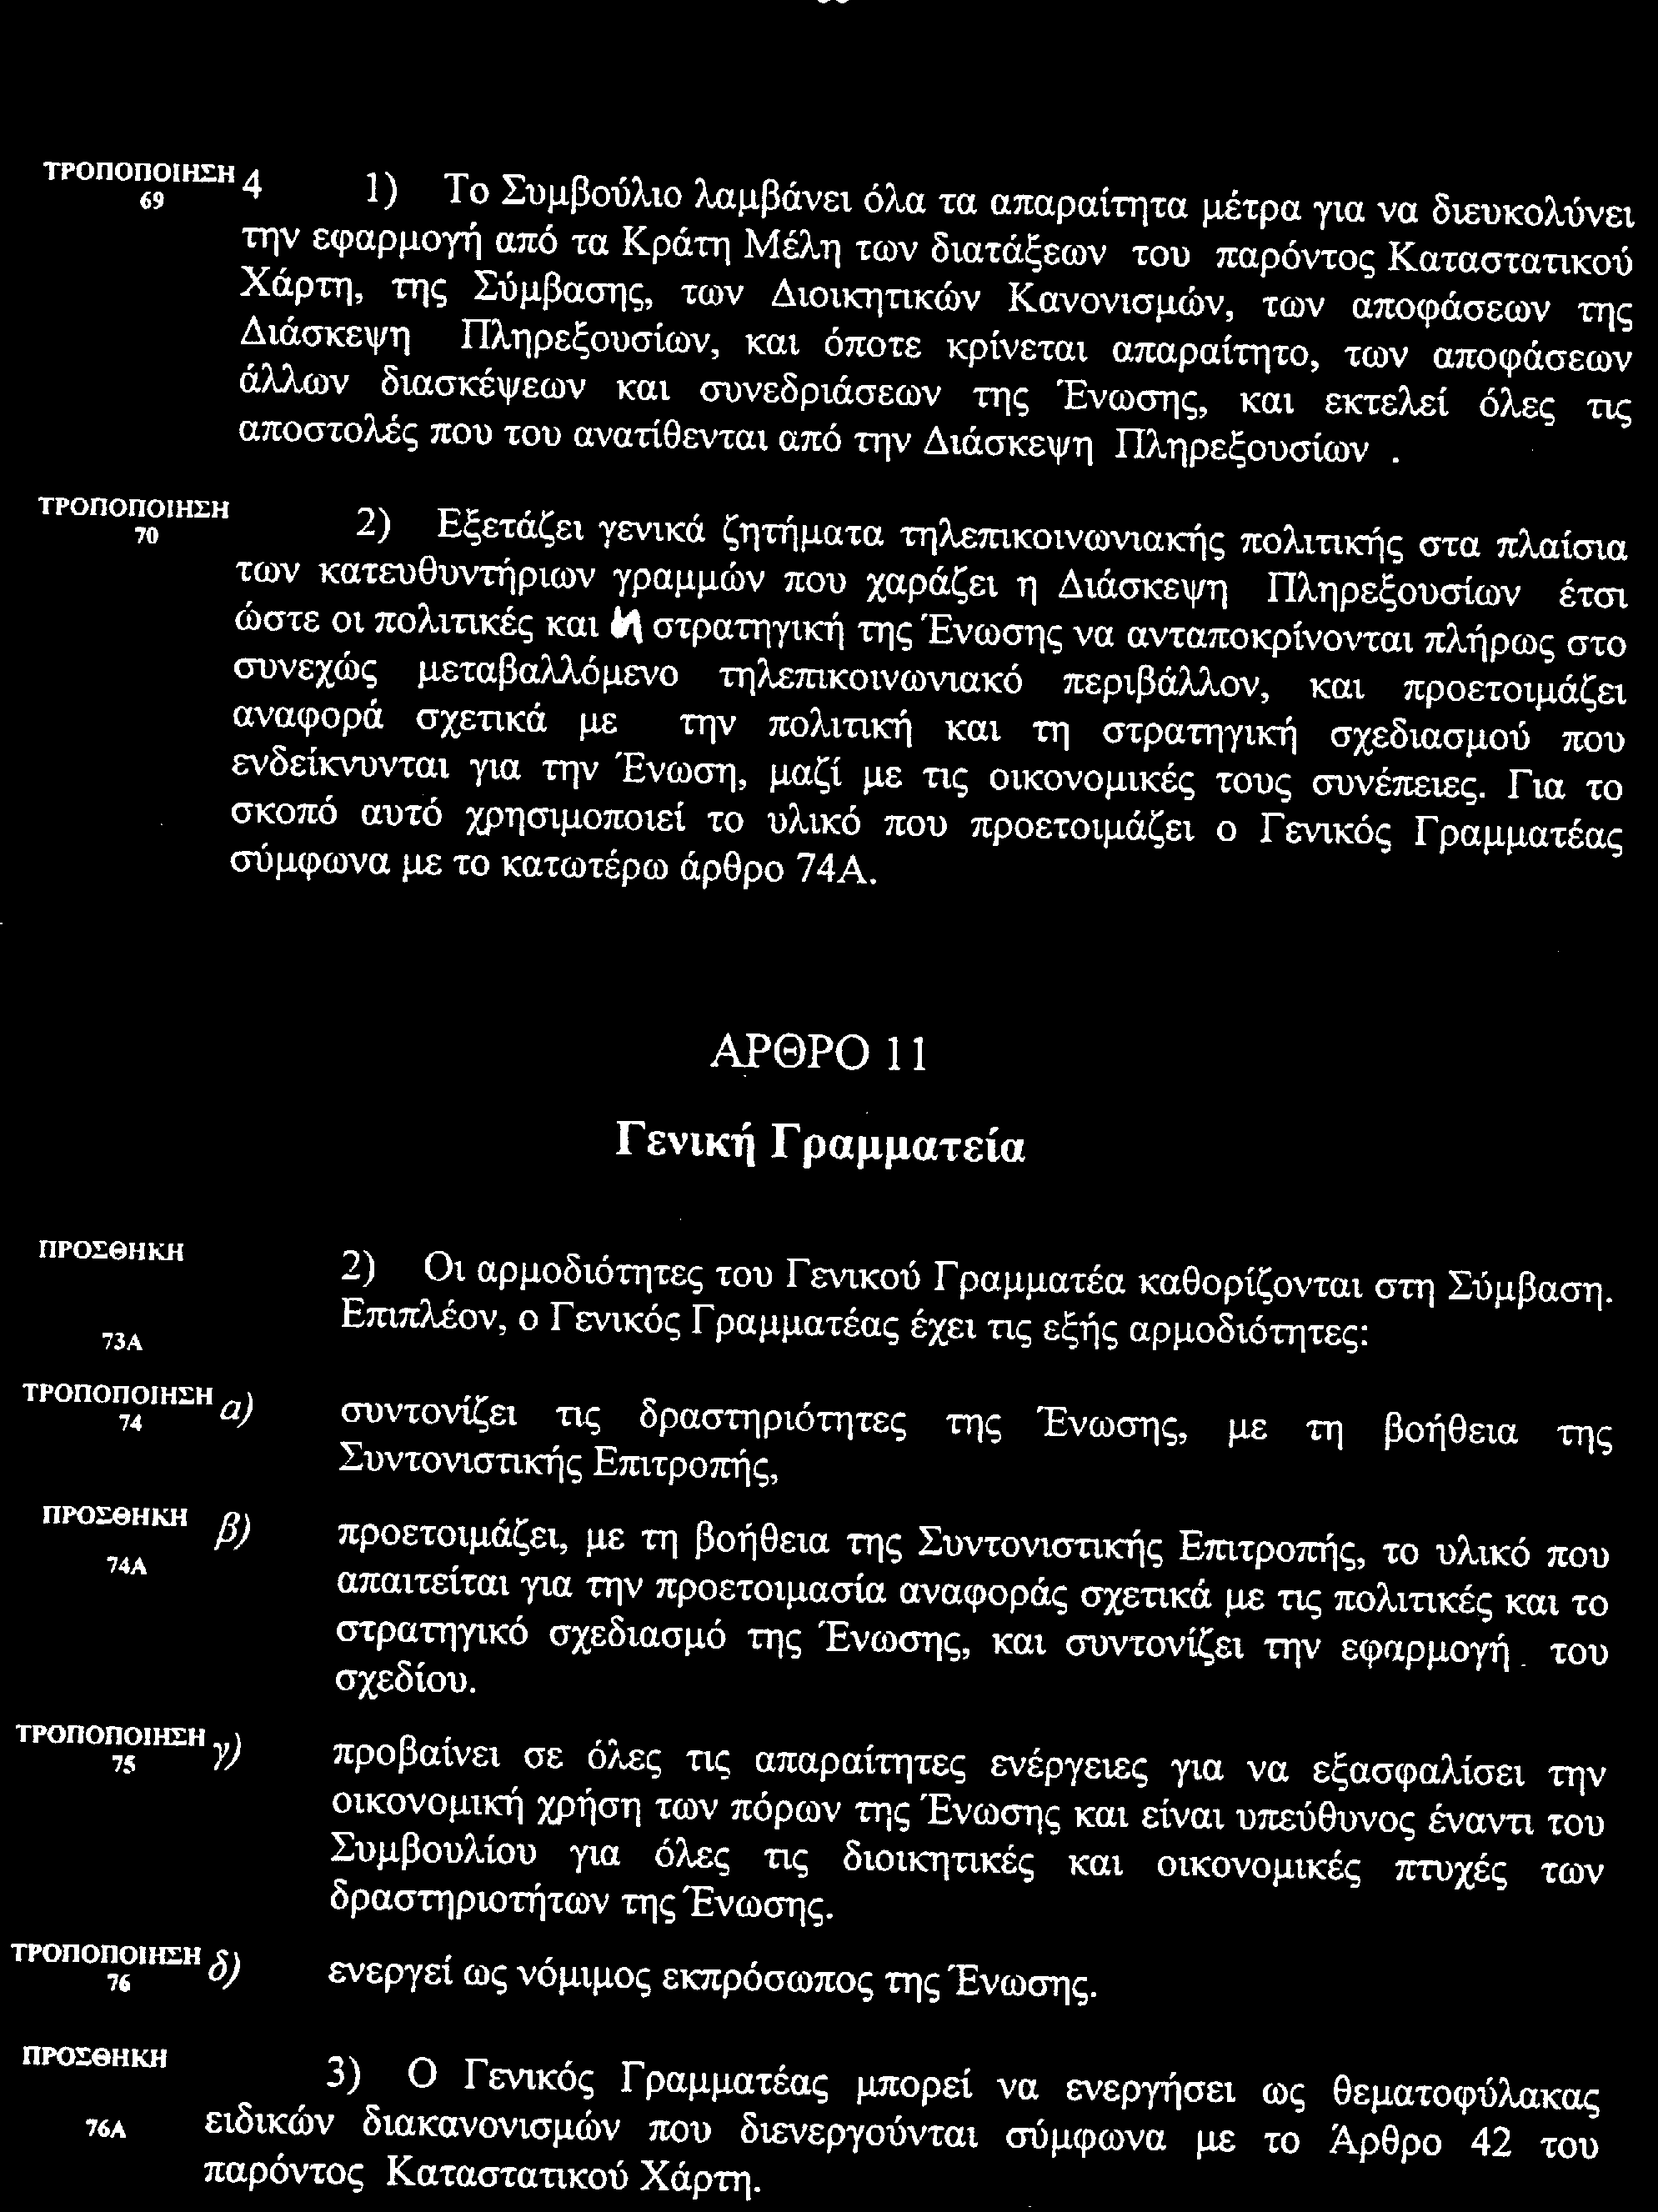 ΤΡΟΠΟΠΟΙΗΣΗ 4 1) Το Συμβούλιο λαμβάνει όλα τα απαραίτητα μέτρα για να διευκολύνει
69
την εφαρμογή από τα Κράτη Μέλη των διατάξεων του παρόντος Καταστατικού
Χάρτη, της Σύμβασης, των Διοικητικών Κανονισμών, των αποφάσεων της
Διάσκεψη Πληρεξουσίων, και όποτε κρίνεται απαραίτητο, των αποφάσεων
άλλων διασκέψεων και συνεδριάσεων της Ένωσης, και εκτελεί όλες τις
αποστολές που του ανατίθενται από την Διάσκεψη Πληρεξουσίων .
ΤΡΟΠΟΠΟΙΗΣΗ
70
2) Εξετάζει γενικά ζητήματα τηλεπικοινωνιακής πολιτικής στα πλαίσια
των κατευθυντήριων γραμμών που χαράζει η Διάσκεψη Πληρεξουσίων έτσι
ώστε οι πολιτικές και η στρατηγική της Ένωσης να ανταποκρίνονται πλήρως στο
συνεχώς μεταβαλλόμενο τηλεπικοινωνιακό περιβάλλον, και προετοιμάζει
αναφορά σχετικά με την πολιτική και τη στρατηγική σχεδιασμού που
ενδείκνυνται για την Ένωση, μαζί με τις οικονομικές τους συνέπειες. Για το
σκοπό αυτό χρησιμοποιεί το υλικό που προετοιμάζει ο Γενικός Γραμματέας
σύμφωνα με το κατωτέρω άρθρο 74Α.
ΑΡΘΡΟ 11
Γενική Γραμματεία
ΠΡΟΣΘΗΚΗ
73Α
2) Οι αρμοδιότητες του Γενικού Γραμματέα καθορίζονται στη Σύμβαση.
Επιπλέον, ο Γενικός Γραμματέας έχει τις εξής αρμοδιότητες:
ΤΡΟΠΟΠΟΙΗΣΗ
74
α) συντονίζει τις δραστηριότητες της Ένωσης, με τη βοήθεια της
Συντονιστικής Επιτροπής,
ΠΡΟΣΘΗΚΗ
74Α
β) προετοιμάζει, με τη βοήθεια της Συντονιστικής Επιτροπής, το υλικό που
απαιτείται για την προετοιμασία αναφοράς σχετικά με τις πολιτικές και το
στρατηγικό σχεδιασμό της Ένωσης, και συντονίζει την εφαρμογή . του
σχεδίου.
ΤΡΟΠΟΠΟΙΗΣΗ
75
γ) προβαίνει σε όλες τις απαραίτητες ενέργειες για να εξασφαλίσει την
οικονομική χρήση των πόρων της Ένωσης και είναι υπεύθυνος έναντι του
Συμβουλίου για όλες τις διοικητικές και οικονομικές πτυχές των
δραστηριοτήτων της Ένωσης.
ΤΡΟΠΟΠΟΙΗΣΗ
76
δ) ενεργεί ως νόμιμος εκπρόσωπος της Ένωσης.
ΠΡΟΣΘΗΚΗ
76Α
3) Ο Γενικός Γραμματέας μπορεί να ενεργήσει ως θεματοφύλακας
ειδικών διακανονισμών που διενεργούνται σύμφωνα με το Άρθρο 42 του
παρόντος Καταστατικού Χάρτη.